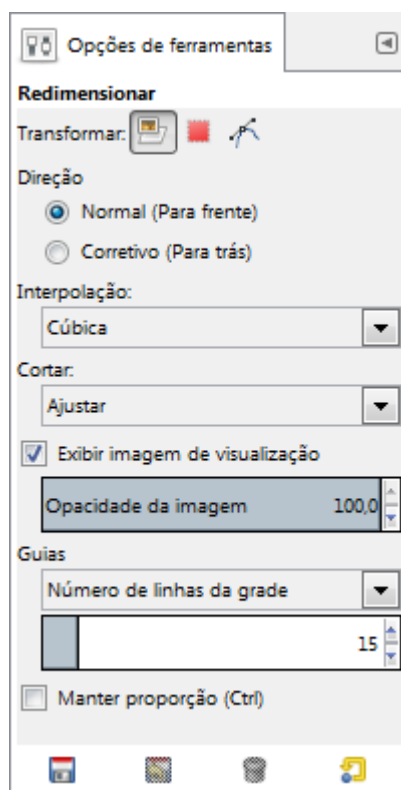 Opções de ferramentas
Redimensionar
Transformar:
Direção
Normal (Para frente)
Corretivo (Para trás)
Interpolação:
Cúbica
Cortar:
Ajustar
Exibir imagem de visualização
Opacidade da imagem 100,0
Guias
Número de linhas da grade
15
Manter proporção (Ctrl)